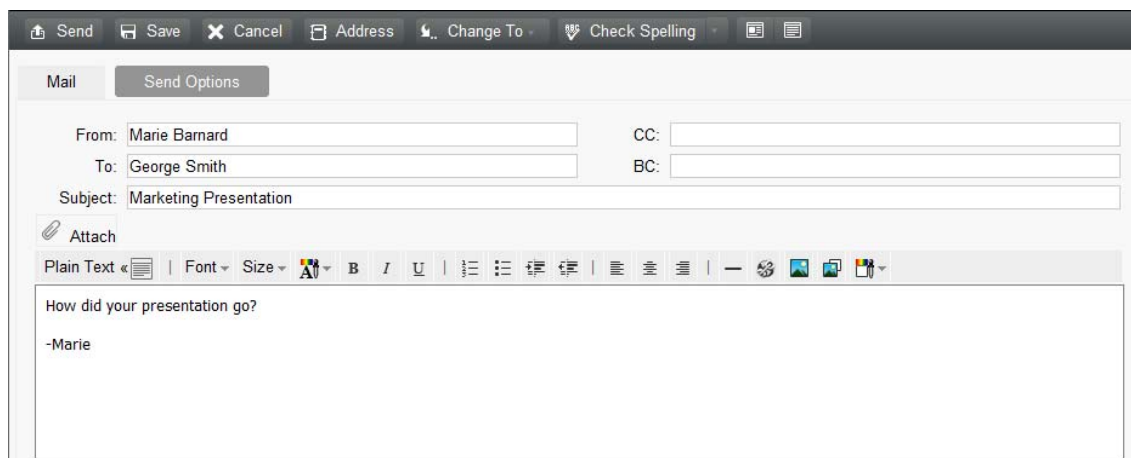 Send Save Cancel Address Change To Check Spelling
Mail Send Options
From: Marie Barnard CC:
To: George Smith BC:
Subject: Marketing Presentation
Attach
Plain Text « | Font Size A B I U | | |
How did your presentation go?
-Marie